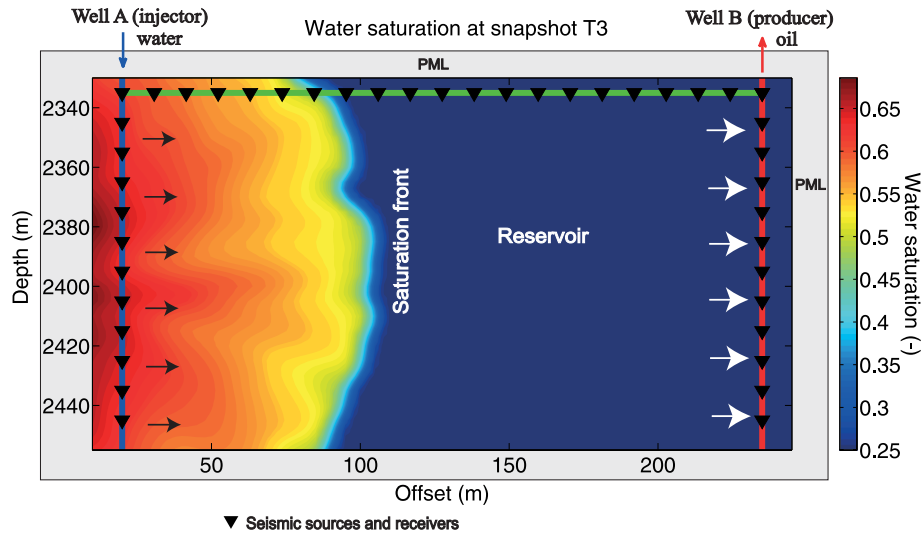 Well A (injector)
water
Water saturation at snapshot T3
Well B (producer)
oil
PML
2340
2360
2380
2400
2420
2440
Depth (m)
Saturation front
Reservoir
PML
50
100
150
200
Offset (m)
0.65
0.6
0.55
0.5
0.45
0.4
0.35
0.3
0.25
Water saturation (-)
Seismic sources and receivers